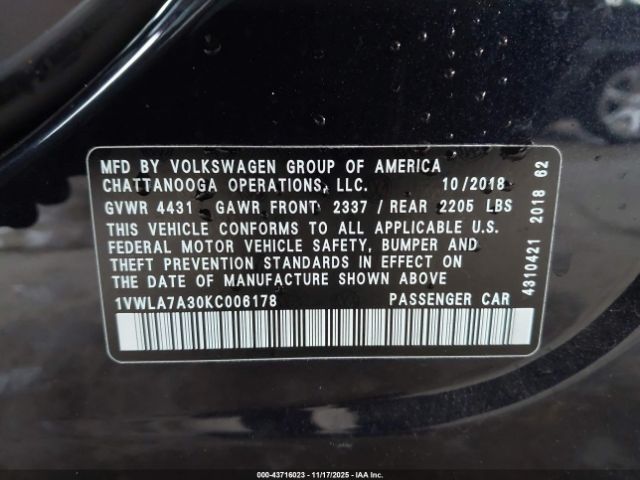 MFD BY VOLKSWAGEN GROUP OF AMERICA
CHATTANOOGA OPERATIONS, LLC. 10/2018
GVWR 4431 GAWR FRONT 2337 / REAR 2205 LBS
THIS VEHICLE CONFORMS TO ALL APPLICABLE U.S.
FEDERAL MOTOR VEHICLE SAFETY, BUMPER AND
THEFT PREVENTION STANDARDS IN EFFECT ON
THE DATE OF MANUFACTURE SHOWN ABOVE
1VWLA7A30KC006178 PASSENGER CAR
4310421 2018 62
000-43716023 - 11/17/2025 - IAA Inc.